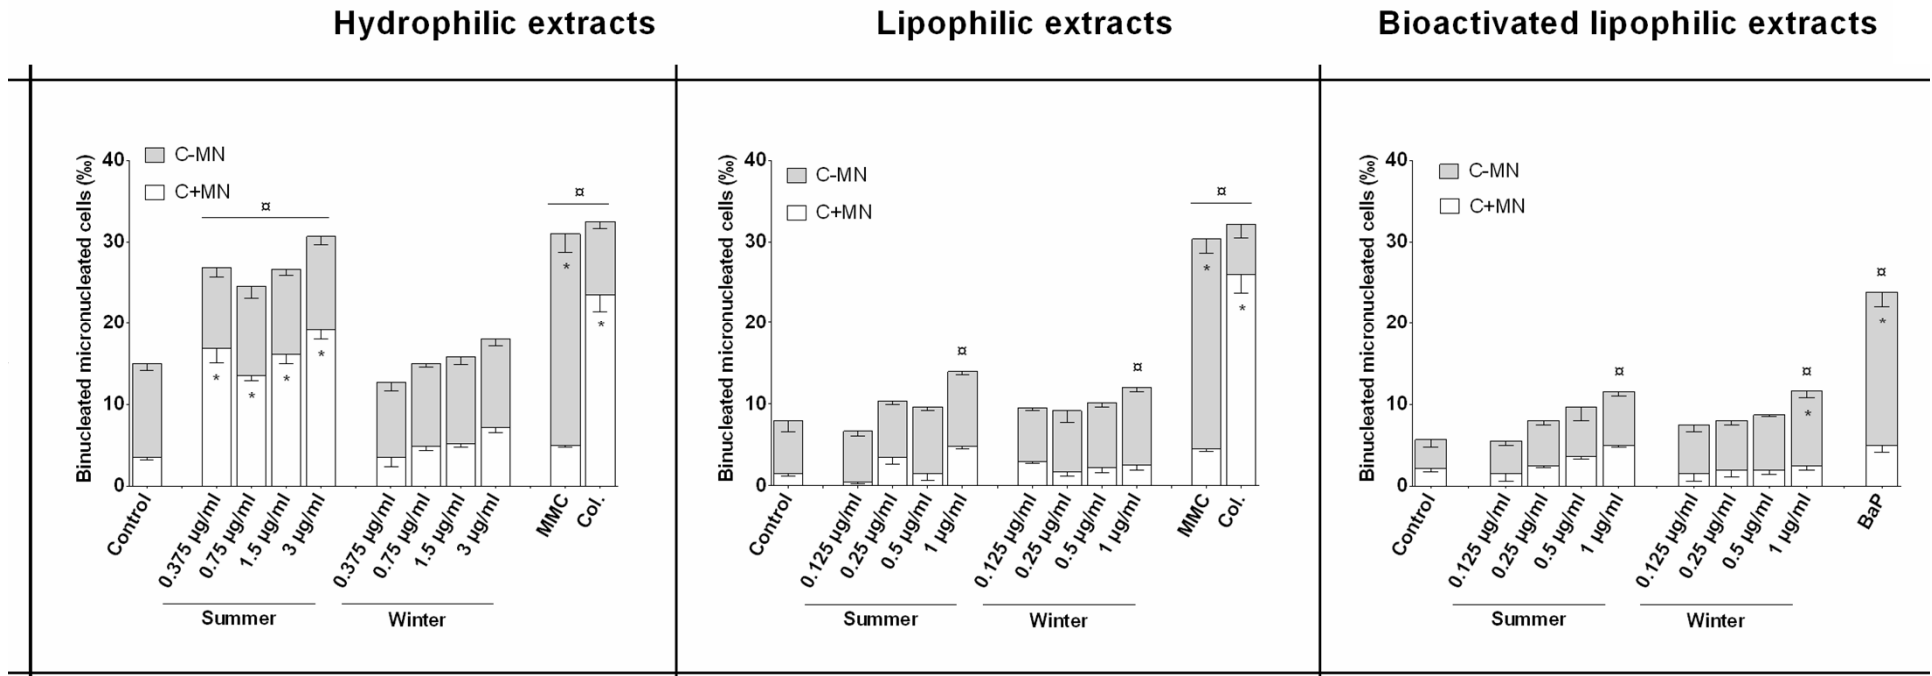 Hydrophilic extracts
Lipophilic extracts
Bioactivated lipophilic extracts
Binucleated micronucleated cells (‰)
40
30
20
10
0
C-MN
C+MN
¤
¤
*
*
*
*
*
*
Control
0.375 µg/ml
0.75 µg/ml
1.5 µg/ml
3 µg/ml
0.375 µg/ml
0.75 µg/ml
1.5 µg/ml
3 µg/ml
MMC
Col.
Summer
Winter
Binucleated micronucleated cells (‰)
40
30
20
10
0
C-MN
C+MN
¤
¤
¤
*
*
Control
0.125 µg/ml
0.25 µg/ml
0.5 µg/ml
1 µg/ml
0.125 µg/ml
0.25 µg/ml
0.5 µg/ml
1 µg/ml
MMC
Col.
Summer
Winter
Binucleated micronucleated cells (‰)
40
30
20
10
0
C-MN
C+MN
¤
¤
¤
*
*
Control
0.125 µg/ml
0.25 µg/ml
0.5 µg/ml
1 µg/ml
0.125 µg/ml
0.25 µg/ml
0.5 µg/ml
1 µg/ml
BaP
Summer
Winter